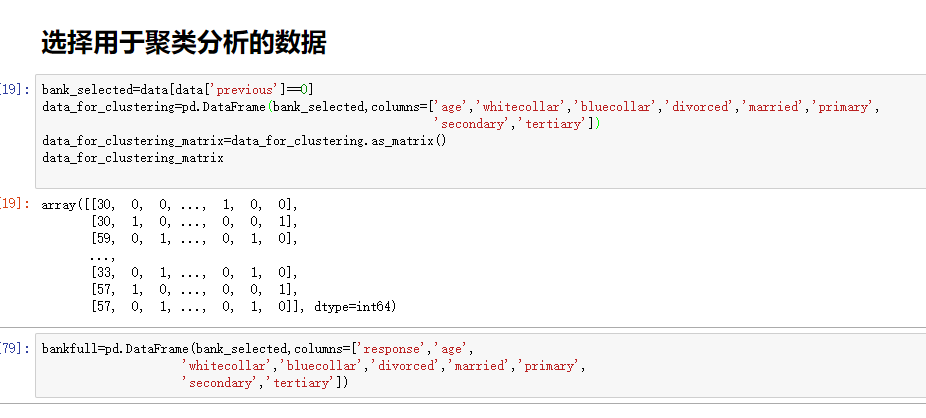 选择用于聚类分析的数据
[19]:
bank_selected=data[data['previous']==0]
data_for_clustering=pd.DataFrame(bank_selected,columns=['age','whitecollar','bluecollar','divorced','married','primary',
'secondary','tertiary'])
data_for_clustering_matrix=data_for_clustering.as_matrix()
data_for_clustering_matrix
[19]:
array([[30, 0, 0, ..., 1, 0, 0],
[30, 1, 0, ..., 0, 0, 1],
[59, 0, 1, ..., 0, 1, 0],
...,
[33, 0, 1, ..., 0, 1, 0],
[57, 1, 0, ..., 0, 0, 1],
[57, 0, 1, ..., 0, 1, 0]], dtype=int64)
[79]:
bankfull=pd.DataFrame(bank_selected,columns=['response','age',
'whitecollar','bluecollar','divorced','married','primary',
'secondary','tertiary'])